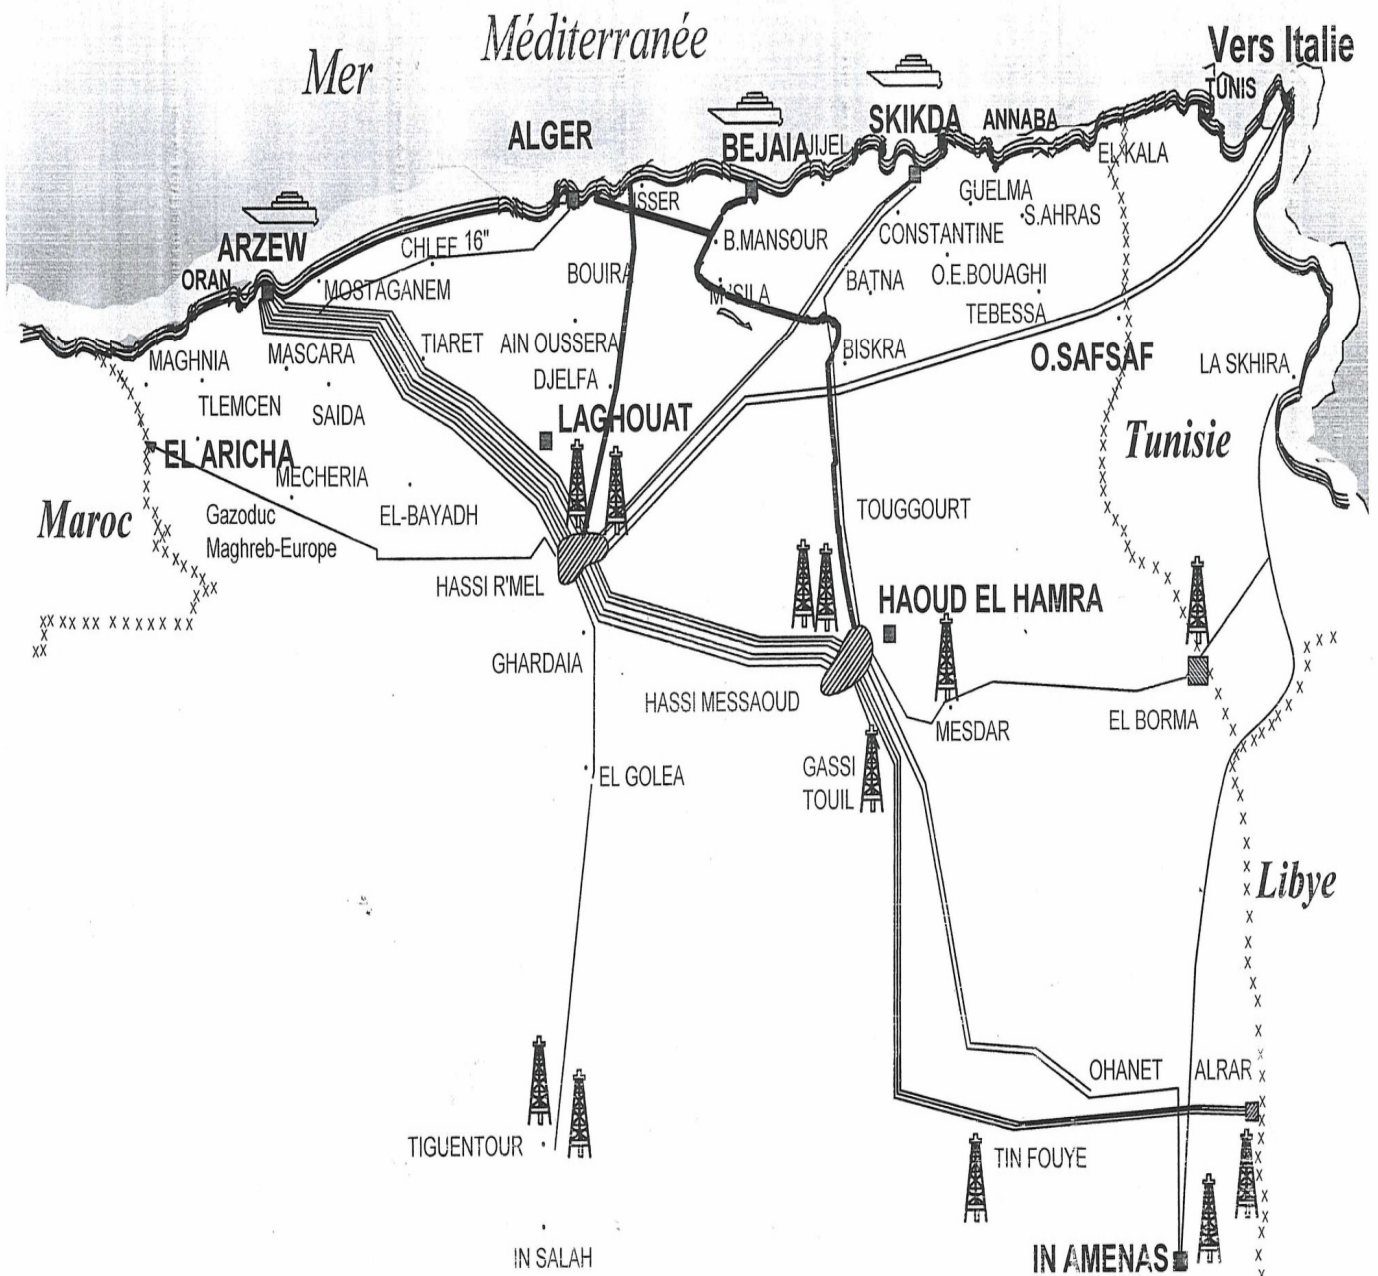 Méditerranée
Mer
Vers Italie
TUNIS
SKIKDA
ANNABA
ALGER
BEJAIA
JIJEL
EL KALA
ISSER
GUELMA
S.AHRAS
ARZEW
CHLEF 16"
B.MANSOUR
CONSTANTINE
ORAN
MOSTAGANEM
BOUIRA
M'SILA
BATNA
O.E.BOUAGHI
TEBESSA
MAGHNIA
MASCARA
TIARET
AIN OUSSERA
BISKRA
O.SAFSAF
LA SKHIRA
TLEMCEN
SAIDA
DJELFA
LAGHOUAT
Tunisie
EL ARICHA
MECHERIA
Maroc
Gazoduc
Maghreb-Europe
EL-BAYADH
TOUGGOURT
HASSI R'MEL
HAOUD EL HAMRA
GHARDAIA
HASSI MESSAOUD
MESDAR
EL BORMA
EL GOLEA
GASSI
TOUIL
Libye
OHANET
ALRAR
TIGUENTOUR
TIN FOUYE
IN SALAH
IN AMENAS